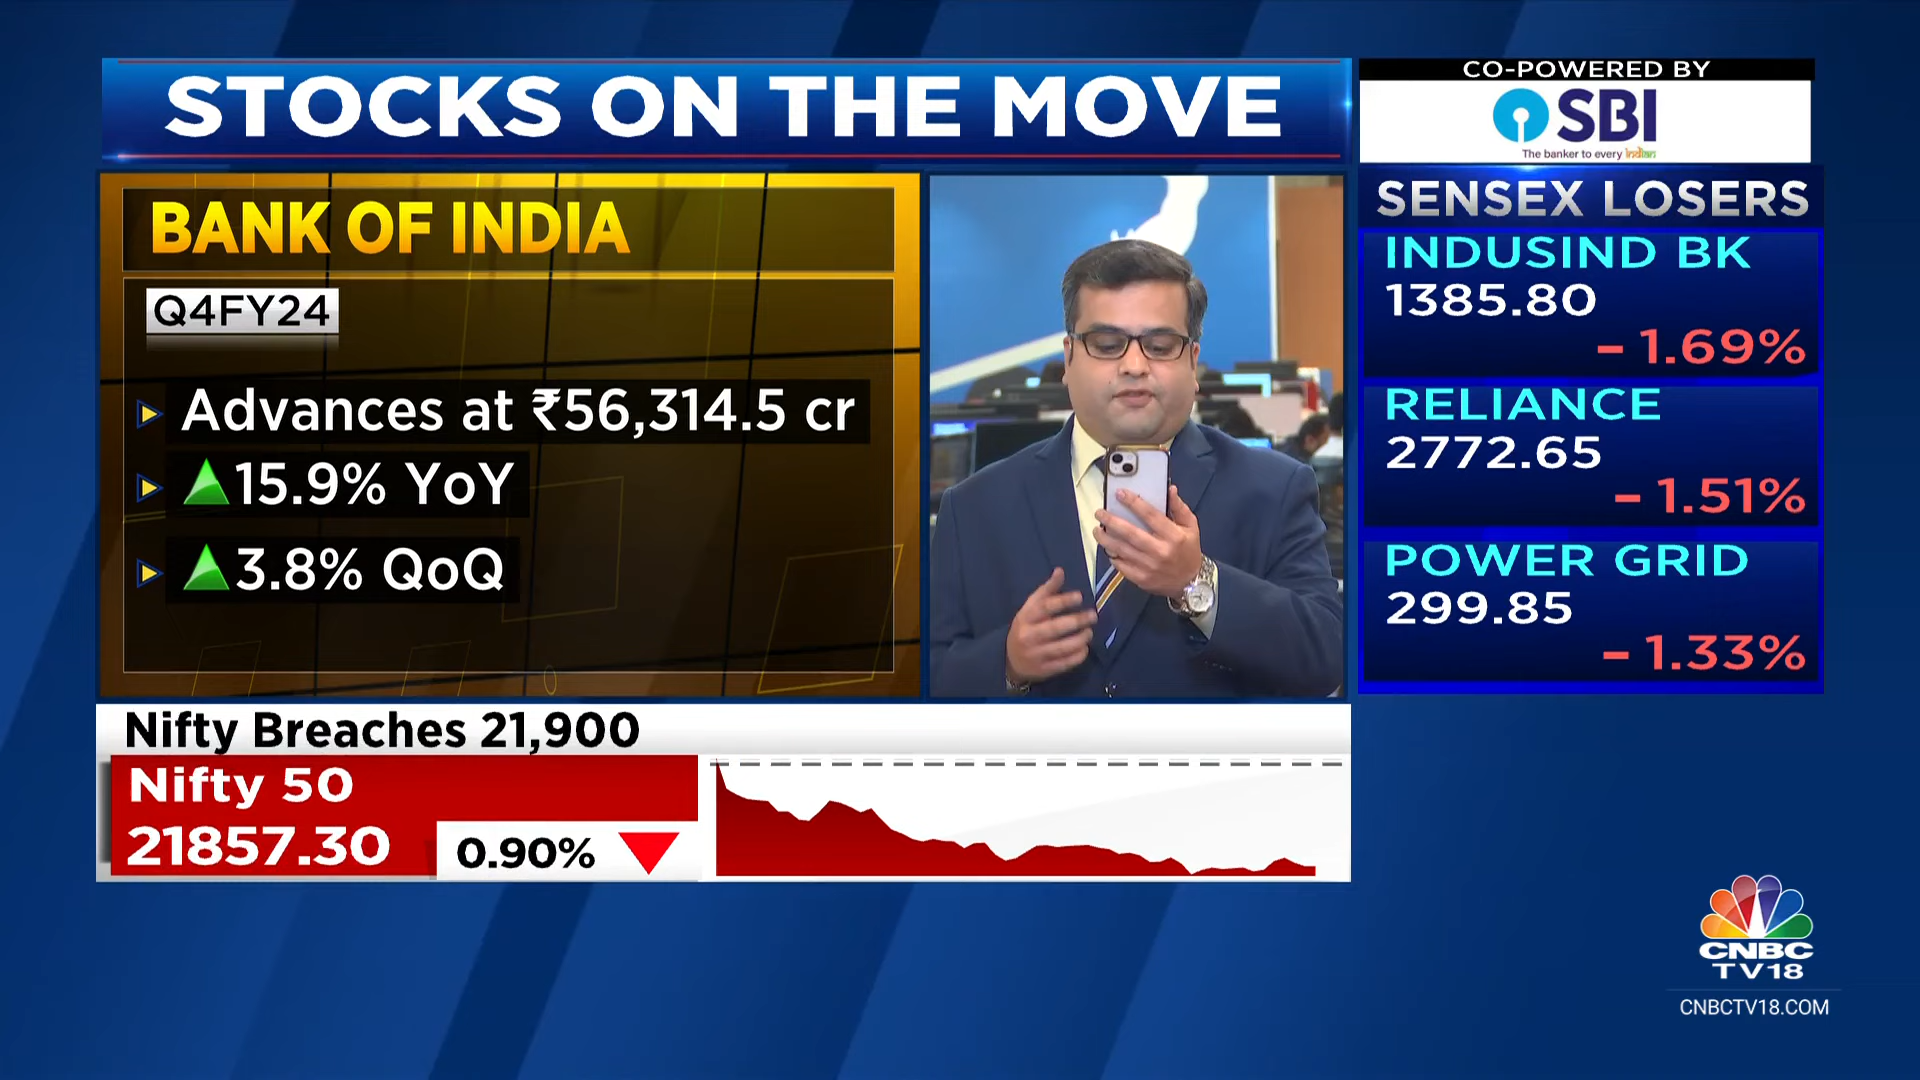 STOCKS ON THE MOVE
CO-POWERED BY
SBI
The banker to every indian
BANK OF INDIA
Q4FY24
Advances at ₹56,314.5 cr
15.9% YoY
3.8% QoQ
SENSEX LOSERS
INDUSIND BK
1385.80
– 1.69%
RELIANCE
2772.65
– 1.51%
POWER GRID
299.85
– 1.33%
Nifty Breaches 21,900
Nifty 50
21857.30
0.90%
CNBC
TV18
CNBCTV18.COM